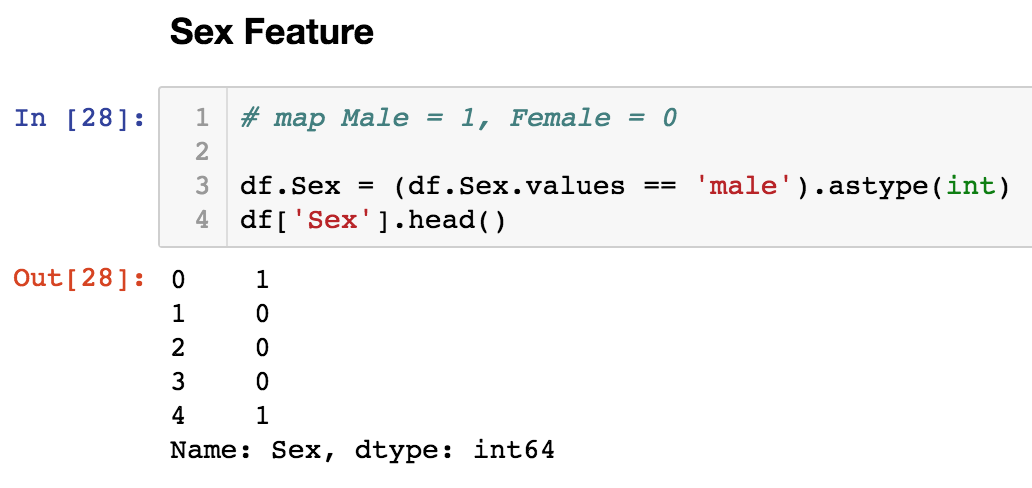 Sex Feature
In [28]:
1 # map Male = 1, Female = 0
2
3 df.Sex = (df.Sex.values == 'male').astype(int)
4 df['Sex'].head()
Out[28]:
0 1
1 0
2 0
3 0
4 1
Name: Sex, dtype: int64